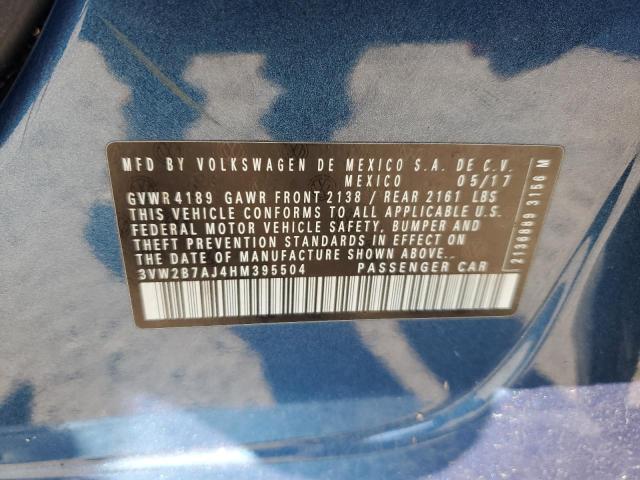 MFD BY VOLKSWAGEN DE MEXICO S.A. DE C.V.
MEXICO 05/17
GVWR 4189 GAWR FRONT 2138 / REAR 2161 LBS
THIS VEHICLE CONFORMS TO ALL APPLICABLE U.S.
FEDERAL MOTOR VEHICLE SAFETY, BUMPER AND
THEFT PREVENTION STANDARDS IN EFFECT ON
THE DATE OF MANUFACTURE SHOWN ABOVE.
3VW2B7AJ4HM395504 PASSENGER CAR
2136869 3156 M